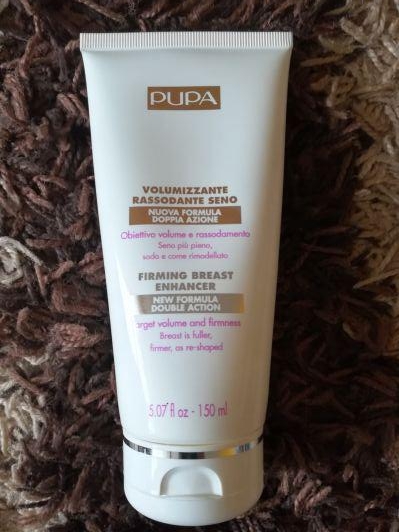 PUPA
VOLUMIZZANTE
RASSODANTE SENO
NUOVA FORMULA
DOPPIA AZIONE
Obiettivo volume e rassodamento
Seno più pieno,
sodo e come rimodellato
FIRMING BREAST
ENHANCER
NEW FORMULA
DOUBLE ACTION
arget volume and firmness
Breast is fuller,
firmer, as re-shaped
5.07 fl oz - 150 ml